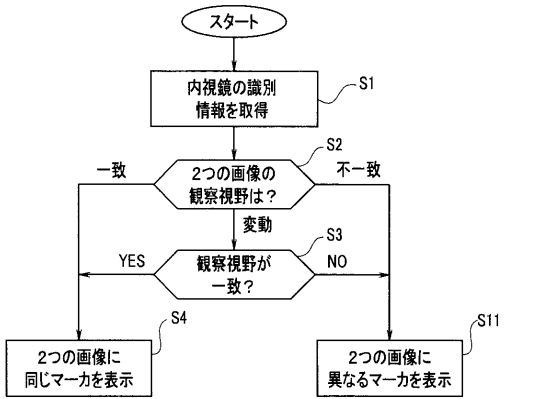 スタート
内視鏡の識別
情報を取得
S1
S2
2つの画像の
観察視野は?
一致
不一致
変動
S3
観察視野が
一致?
YES
NO
S4
2つの画像に
同じマーカを表示
S11
2つの画像に
異なるマーカを表示